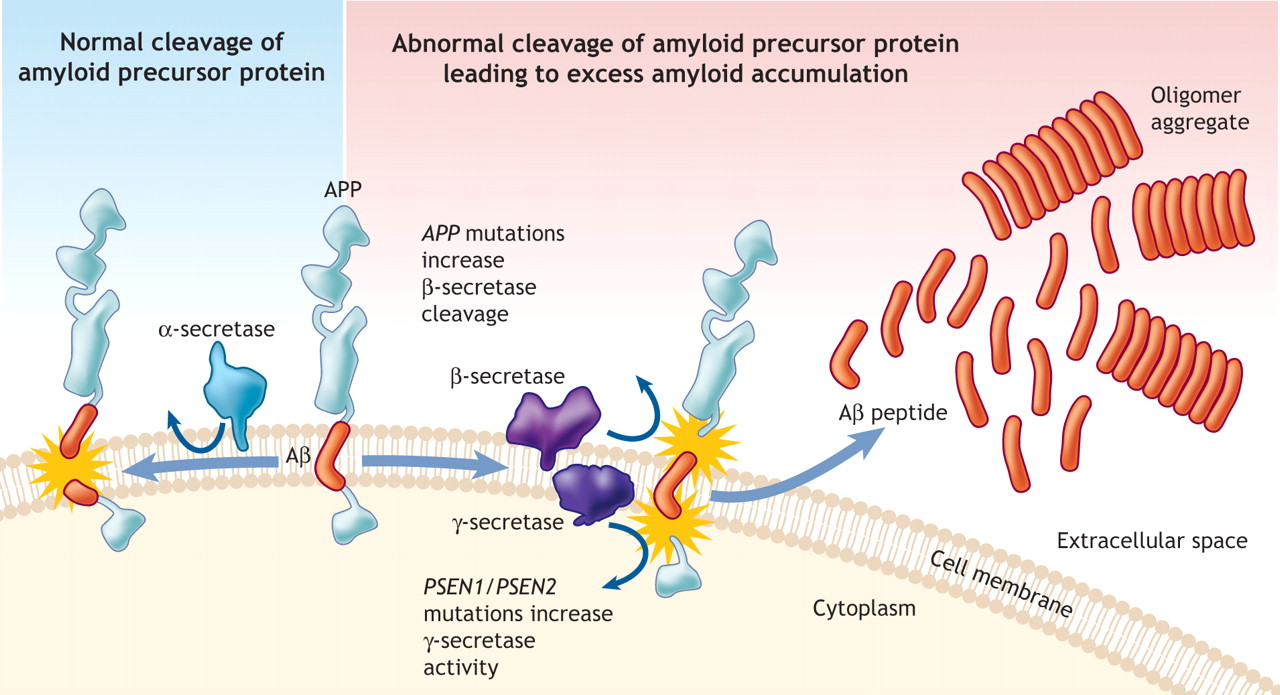 Normal cleavage of
amyloid precursor protein
Abnormal cleavage of amyloid precursor protein
leading to excess amyloid accumulation
Oligomer
aggregate
APP
APP mutations
increase
β-secretase
cleavage
α-secretase
β-secretase
Aβ peptide
Aβ
γ-secretase
Extracellular space
Cell membrane
PSEN1/PSEN2
mutations increase
γ-secretase
activity
Cytoplasm